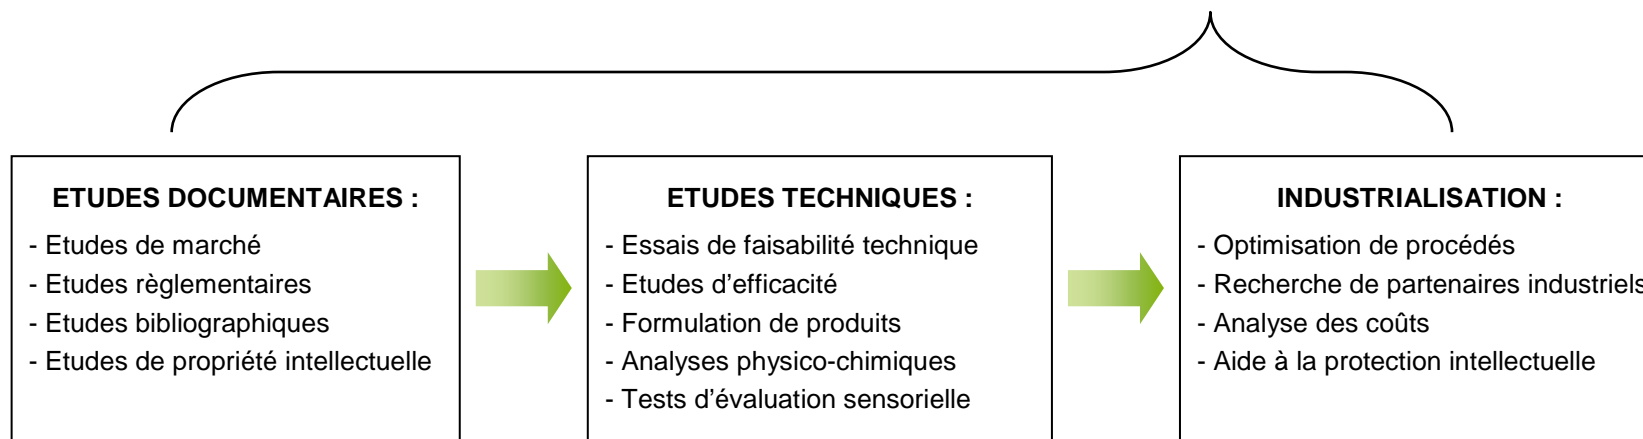 ETUDES DOCUMENTAIRES :
- Etudes de marché
- Etudes règlementaires
- Etudes bibliographiques
- Etudes de propriété intellectuelle
ETUDES TECHNIQUES :
- Essais de faisabilité technique
- Etudes d’efficacité
- Formulation de produits
- Analyses physico-chimiques
- Tests d’évaluation sensorielle
INDUSTRIALISATION :
- Optimisation de procédés
- Recherche de partenaires industriels
- Analyse des coûts
- Aide à la protection intellectuelle